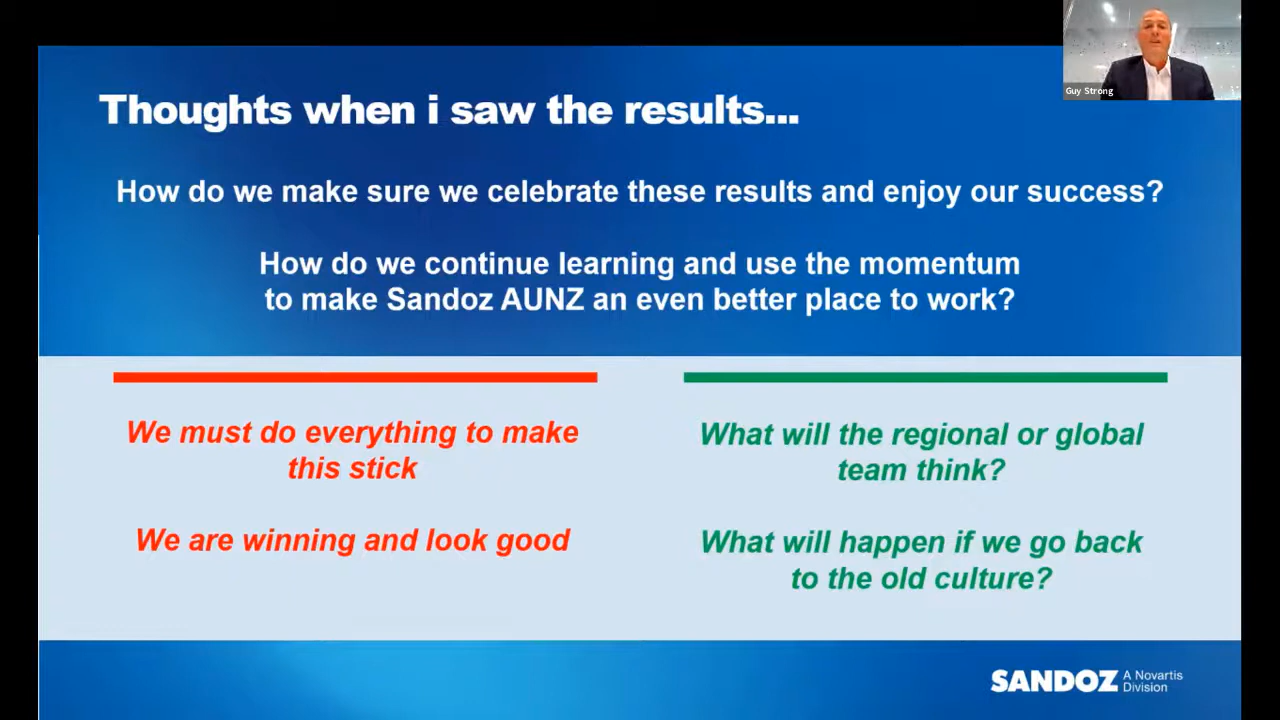 Guy Strong
Thoughts when i saw the results...
How do we make sure we celebrate these results and enjoy our success?
How do we continue learning and use the momentum
to make Sandoz AUNZ an even better place to work?
We must do everything to make
this stick
We are winning and look good
What will the regional or global
team think?
What will happen if we go back
to the old culture?
SANDOZ
A Novartis
Division